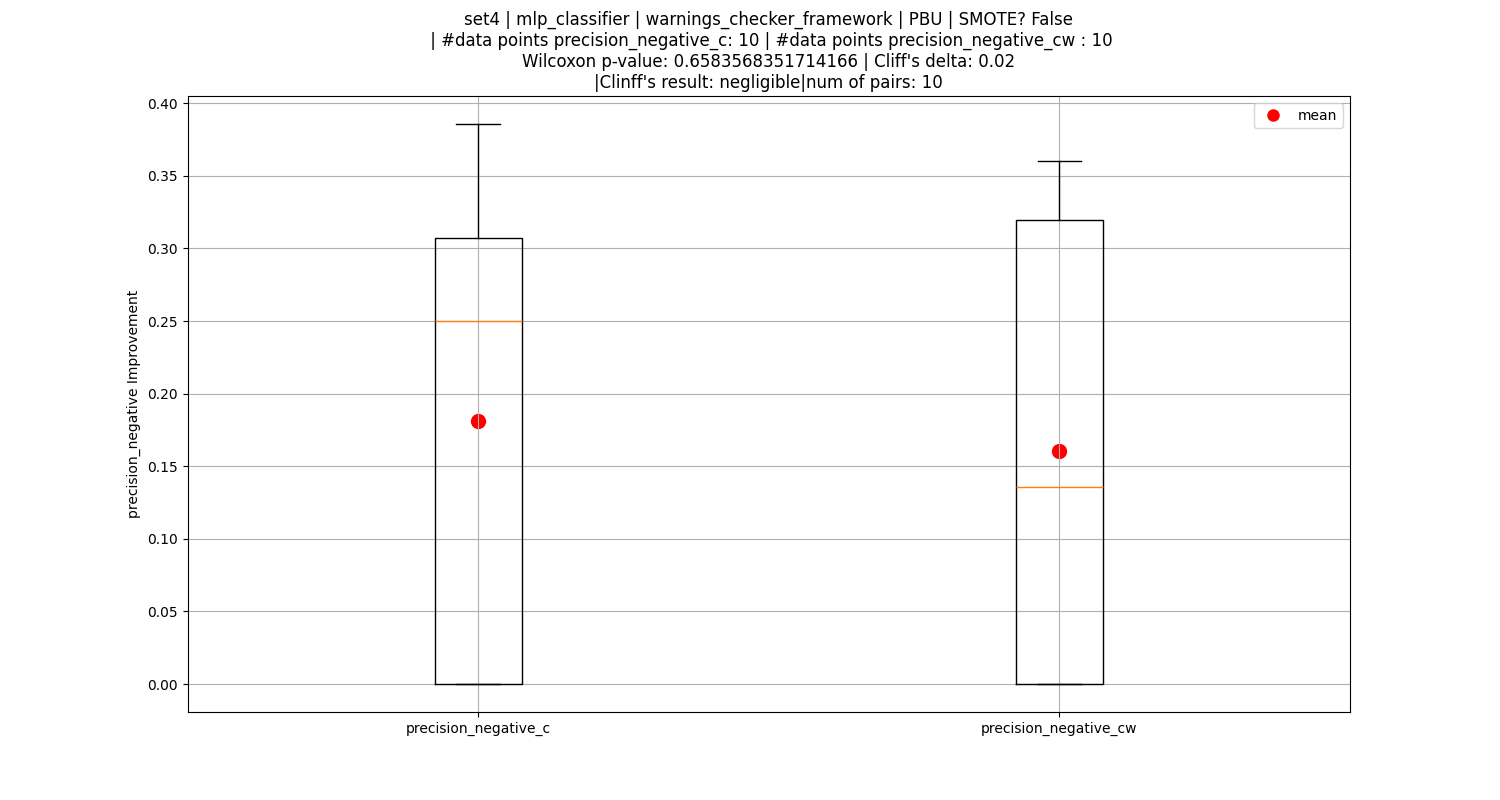 set4 | mlp_classifier | warnings_checker_framework | PBU | SMOTE? False
| #data points precision_negative_c: 10 | #data points precision_negative_cw : 10
Wilcoxon p-value: 0.6583568351714166 | Cliff's delta: 0.02
|Clinff's result: negligible|num of pairs: 10
mean
0.40
0.35
0.30
0.25
0.20
0.15
0.10
0.05
0.00
precision_negative Improvement
precision_negative_c
precision_negative_cw